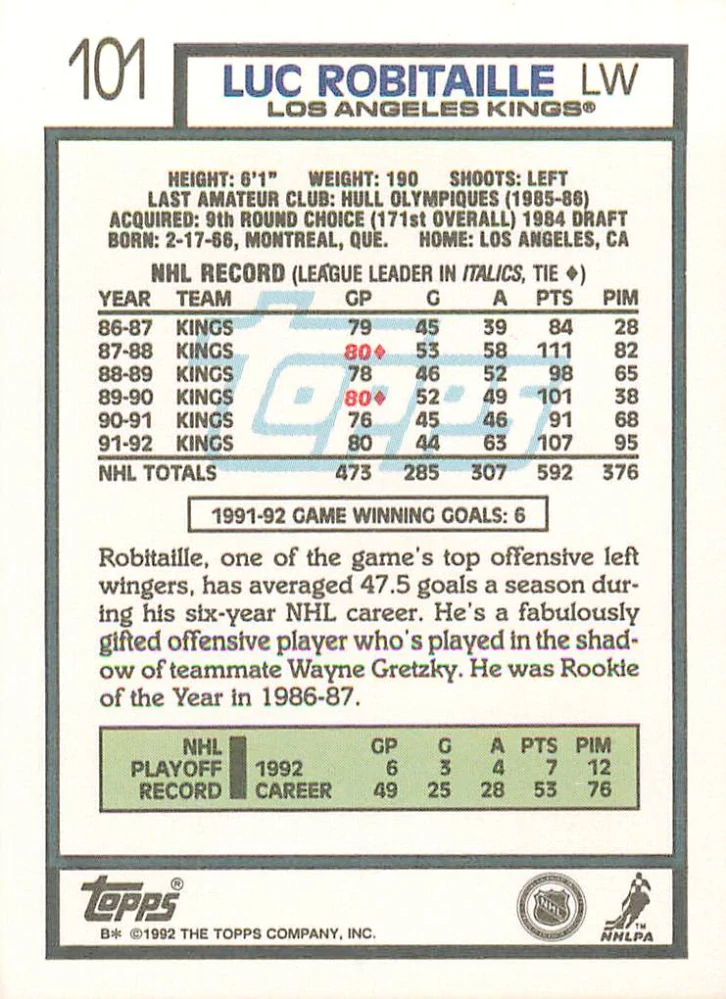 101
LUC ROBITAILLE LW
LOS ANGELES KINGS®
HEIGHT: 6'1" WEIGHT: 190 SHOOTS: LEFT
LAST AMATEUR CLUB: HULL OLYMPIQUES (1985-86)
ACQUIRED: 9th ROUND CHOICE (171st OVERALL) 1984 DRAFT
BORN: 2-17-66, MONTREAL, QUE. HOME: LOS ANGELES, CA
NHL RECORD (LEAGUE LEADER IN ITALICS, TIE ♦)
YEAR TEAM GP G A PTS PIM
86-87 KINGS 79 45 39 84 28
87-88 KINGS 80♦ 53 58 111 82
88-89 KINGS 78 46 52 98 65
89-90 KINGS 80♦ 52 49 101 38
90-91 KINGS 76 45 46 91 68
91-92 KINGS 80 44 63 107 95
NHL TOTALS 473 285 307 592 376
topps
1991-92 GAME WINNING GOALS: 6
Robitaille, one of the game's top offensive left
wingers, has averaged 47.5 goals a season dur-
ing his six-year NHL career. He's a fabulously
gifted offensive player who's played in the shad-
ow of teammate Wayne Gretzky. He was Rookie
of the Year in 1986-87.
NHL GP G A PTS PIM
PLAYOFF 1992 6 3 4 7 12
RECORD CAREER 49 25 28 53 76
topps®
B* ©1992 THE TOPPS COMPANY, INC.
NHL
™
NHLPA